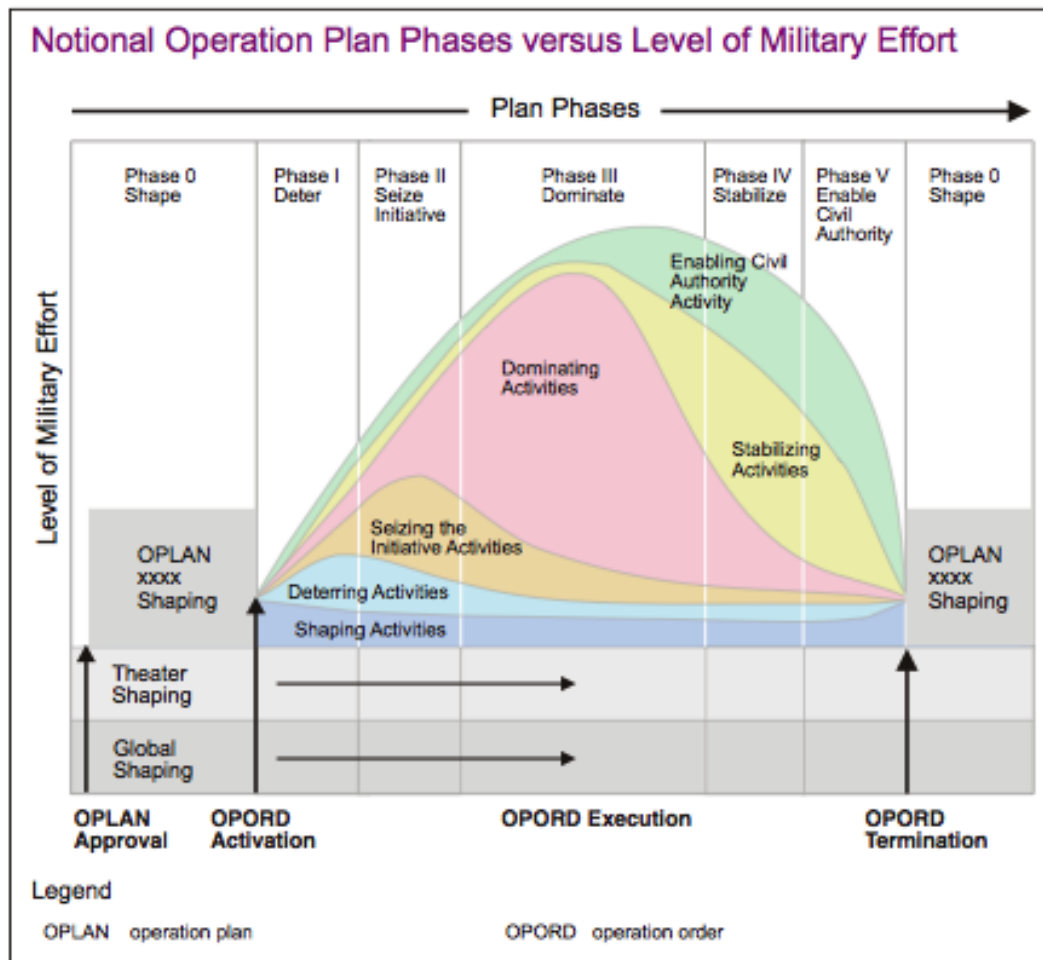 Notional Operation Plan Phases versus Level of Military Effort
Plan Phases
Phase 0
Shape
Phase I
Deter
Phase II
Seize
Initiative
Phase III
Dominate
Phase IV
Stabilize
Phase V
Enable
Civil
Authority
Phase 0
Shape
Level of Military Effort
Enabling Civil
Authority
Activity
Dominating
Activities
Stabilizing
Activities
Seizing the
Initiative Activities
Deterring Activities
Shaping Activities
OPLAN
xxxx
Shaping
OPLAN
xxxx
Shaping
Theater
Shaping
Global
Shaping
OPLAN
Approval
OPORD
Activation
OPORD Execution
OPORD
Termination
Legend
OPLAN operation plan
OPORD operation order